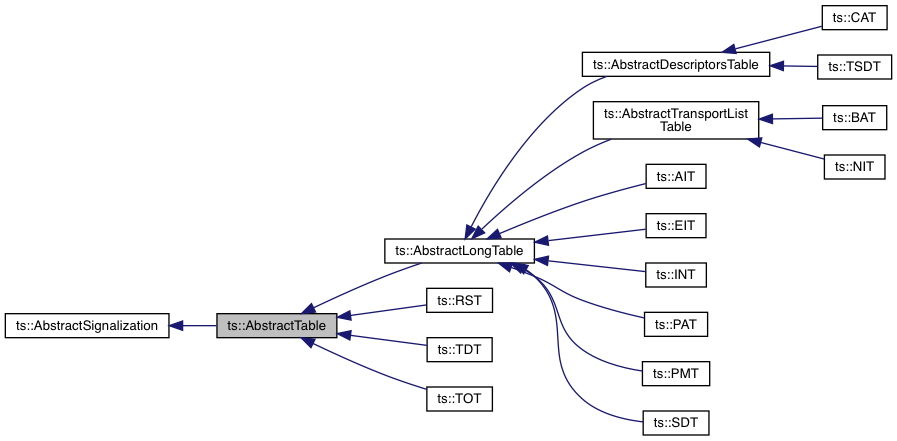 ts::CAT
ts::AbstractDescriptorsTable
ts::TSDT
ts::AbstractTransportList
Table
ts::BAT
ts::NIT
ts::AIT
ts::EIT
ts::AbstractLongTable
ts::INT
ts::RST
ts::AbstractSignalization
ts::AbstractTable
ts::PAT
ts::TDT
ts::PMT
ts::TOT
ts::SDT